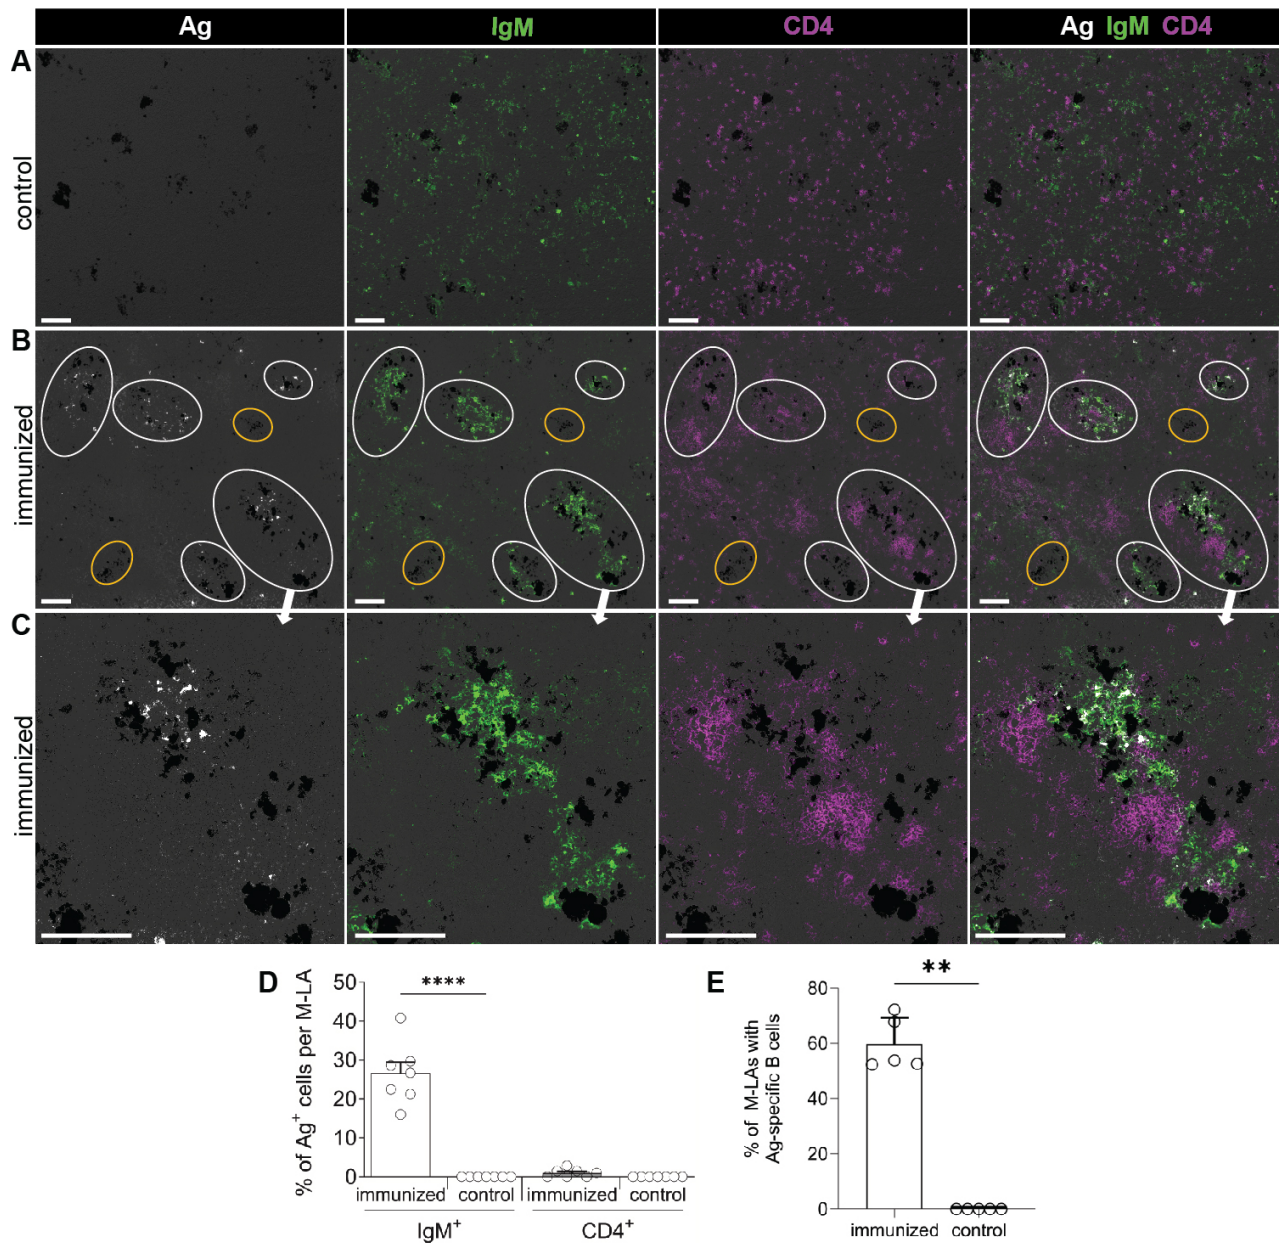 Ag
IgM
CD4
Ag IgM CD4
A
control
B
immunized
C
immunized
D
% of Ag⁺ cells per M-LA
50
40
30
20
10
0
****
immunized
control
immunized
control
IgM⁺
CD4⁺
E
% of M-LAs with
Ag-specific B cells
80
60
40
20
0
**
immunized
control